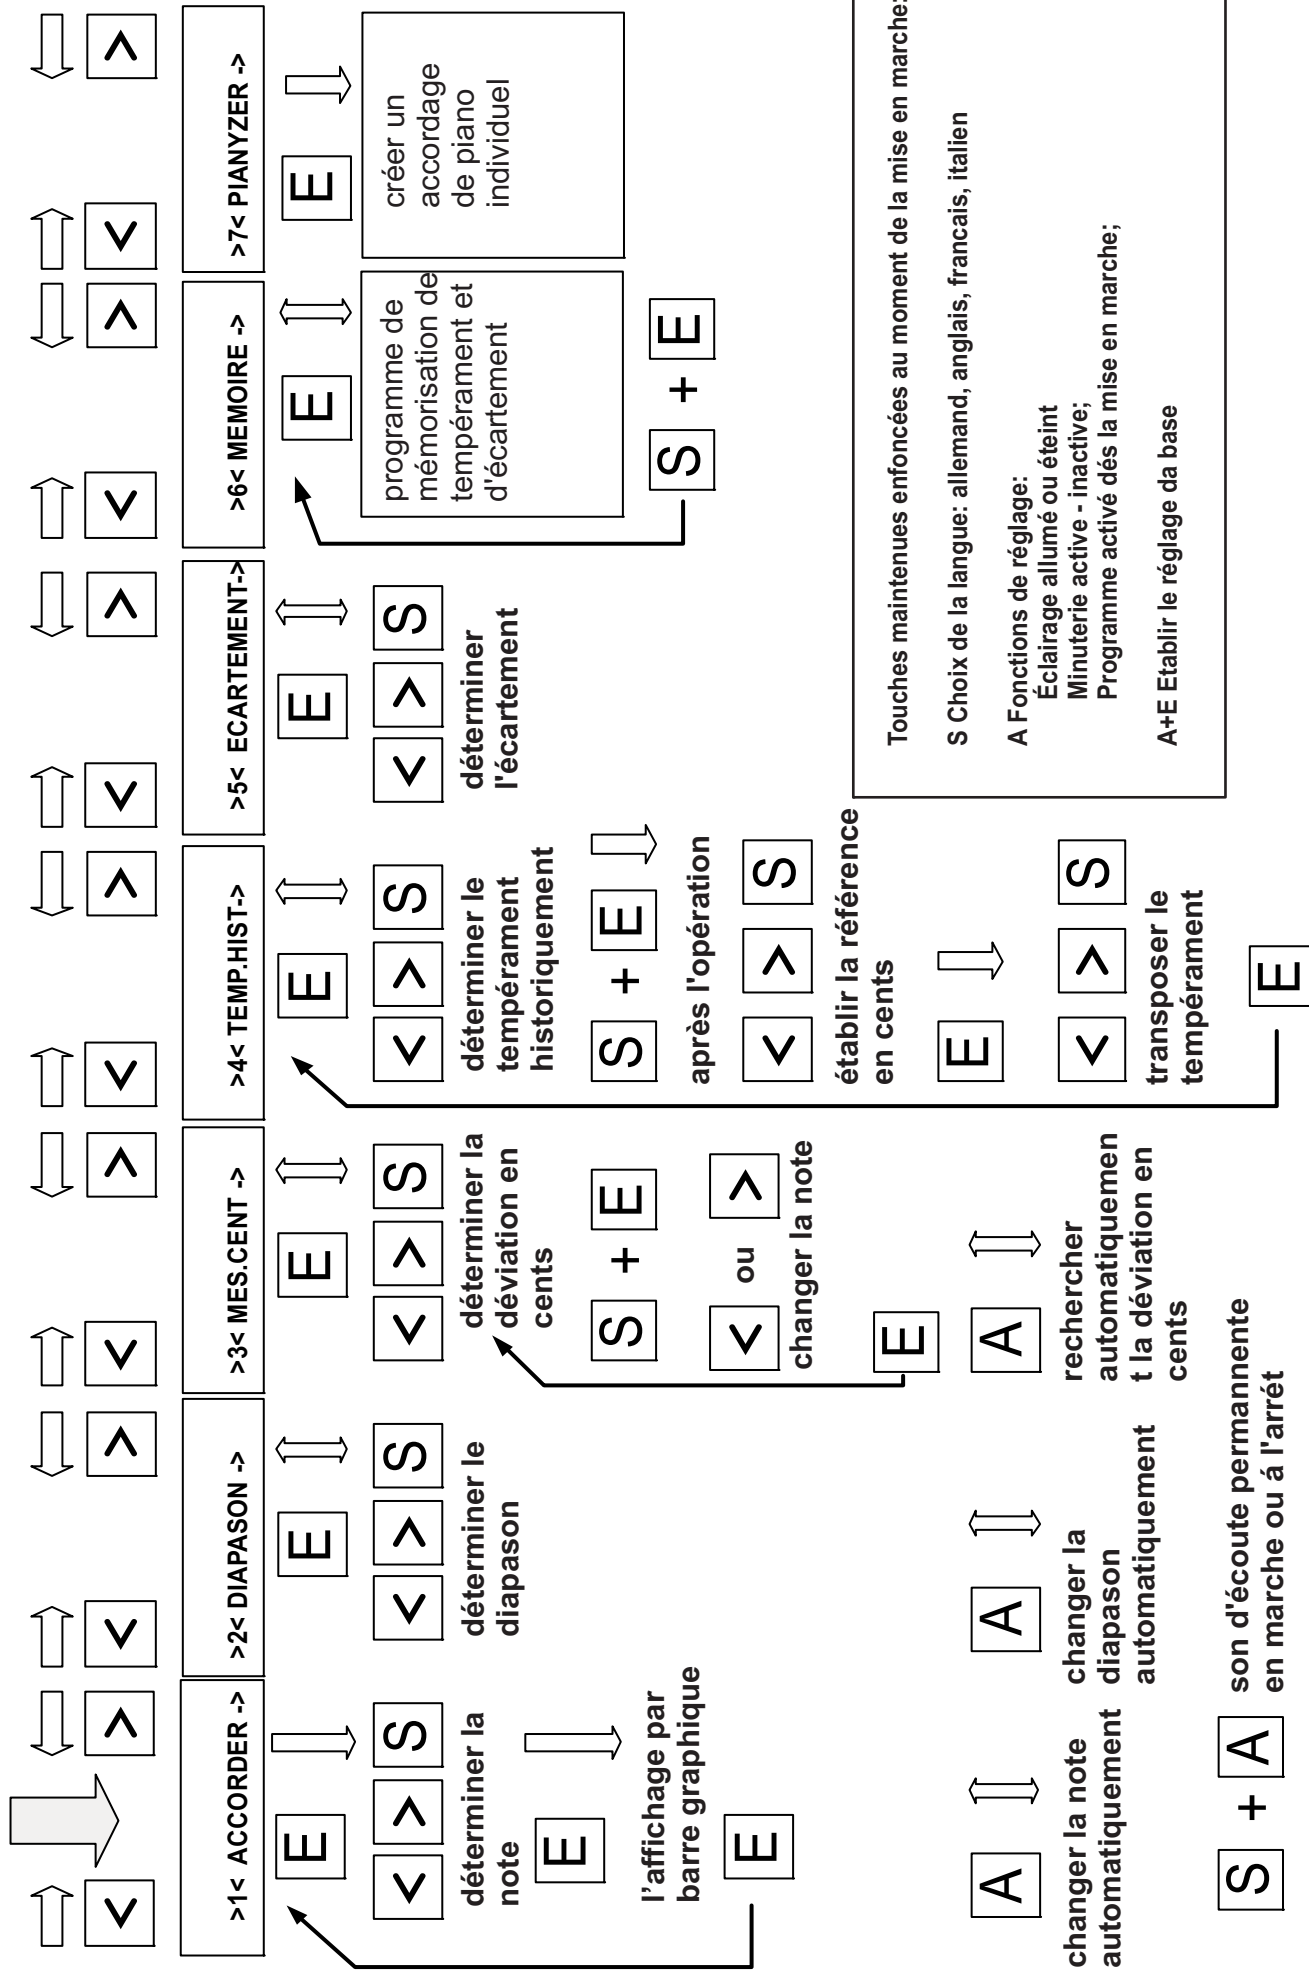 < >
>1< ACCORDER ->
E
< > S
déterminer la
note
E
l'affichage par
barre graphique
E
A
changer la note
automatiquement
< >
>2< DIAPASON ->
E
< > S
déterminer le
diapason
A
changer la
diapason
automatiquement
S + A
son d'écoute permannente
en marche ou á l'arrét
< >
>3< MES.CENT ->
E
< > S
déterminer la
déviation en
cents
S + E
< ou >
changer la note
E
A
rechercher
automatiquemen
t la déviation en
cents
< >
>4< TEMP.HIST->
E
< > S
déterminer le
tempérament
historiquement
S + E
après l'opération
< > S
établir la référence
en cents
E
< > S
transposer le
tempérament
E
< >
>5< ECARTEMENT->
E
< > S
déterminer
l'écartement
< >
>6< MEMOIRE ->
E
programme de
mémorisation de
tempérament et
d'écartement
S + E
< >
>7< PIANYZER ->
E
créer un
accordage
de piano
individuel
Touches maintenues enfoncées au moment de la mise en marche:
S Choix de la langue: allemand, anglais, francais, italien
A Fonctions de réglage:
Éclairage allumé ou éteint
Minuterie active - inactive;
Programme activé dés la mise en marche;
A+E Etablir le réglage da base